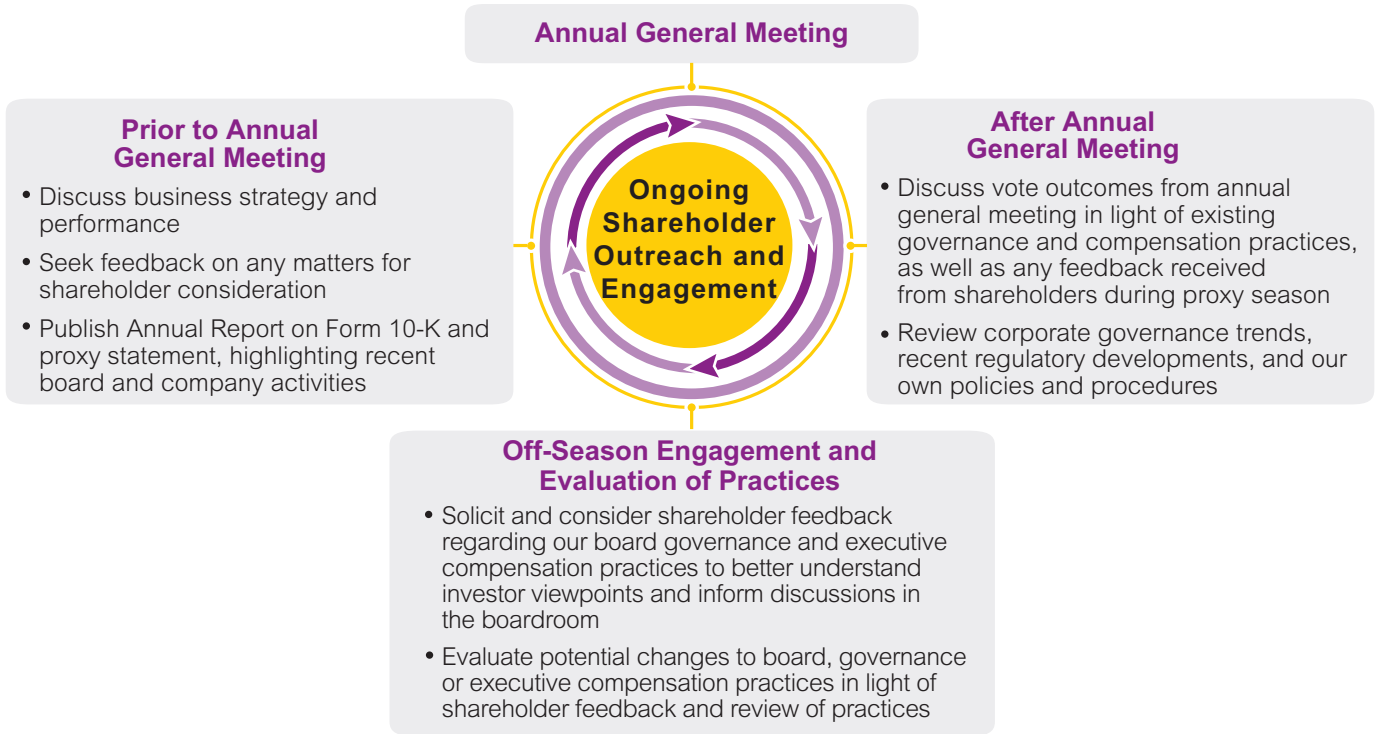 Annual General Meeting
Prior to Annual
General Meeting
• Discuss business strategy and
performance
• Seek feedback on any matters for
shareholder consideration
• Publish Annual Report on Form 10-K and
proxy statement, highlighting recent
board and company activities
Ongoing
Shareholder
Outreach and
Engagement
After Annual
General Meeting
• Discuss vote outcomes from annual
general meeting in light of existing
governance and compensation practices,
as well as any feedback received
from shareholders during proxy season
• Review corporate governance trends,
recent regulatory developments, and our
own policies and procedures
Off-Season Engagement and
Evaluation of Practices
• Solicit and consider shareholder feedback
regarding our board governance and executive
compensation practices to better understand
investor viewpoints and inform discussions in
the boardroom
• Evaluate potential changes to board, governance
or executive compensation practices in light of
shareholder feedback and review of practices